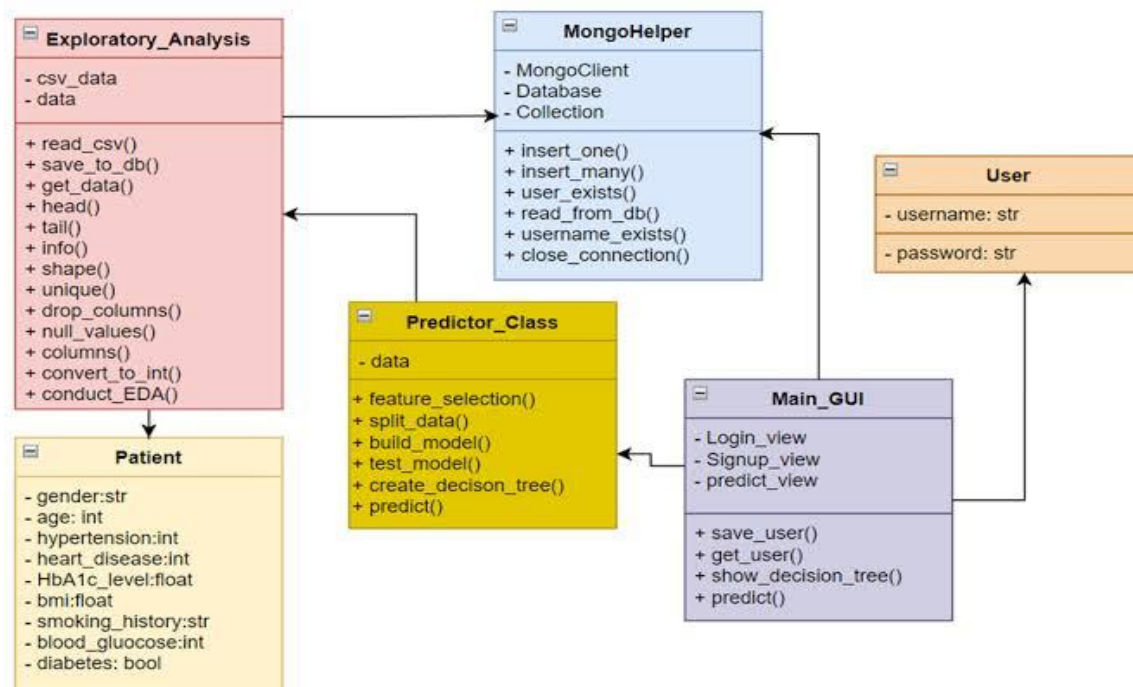 Exploratory_Analysis
- csv_data
- data
+ read_csv()
+ save_to_db()
+ get_data()
+ head()
+ tail()
+ info()
+ shape()
+ unique()
+ drop_columns()
+ null_values()
+ columns()
+ convert_to_int()
+ conduct_EDA()
MongoHelper
- MongoClient
- Database
- Collection
+ insert_one()
+ insert_many()
+ user_exists()
+ read_from_db()
+ username_exists()
+ close_connection()
User
- username: str
- password: str
Predictor_Class
- data
+ feature_selection()
+ split_data()
+ build_model()
+ test_model()
+ create_decison_tree()
+ predict()
Main_GUI
- Login_view
- Signup_view
- predict_view
+ save_user()
+ get_user()
+ show_decision_tree()
+ predict()
Patient
- gender:str
- age: int
- hypertension:int
- heart_disease:int
- HbA1c_level:float
- bmi:float
- smoking_history:str
- blood_gluocose:int
- diabetes: bool